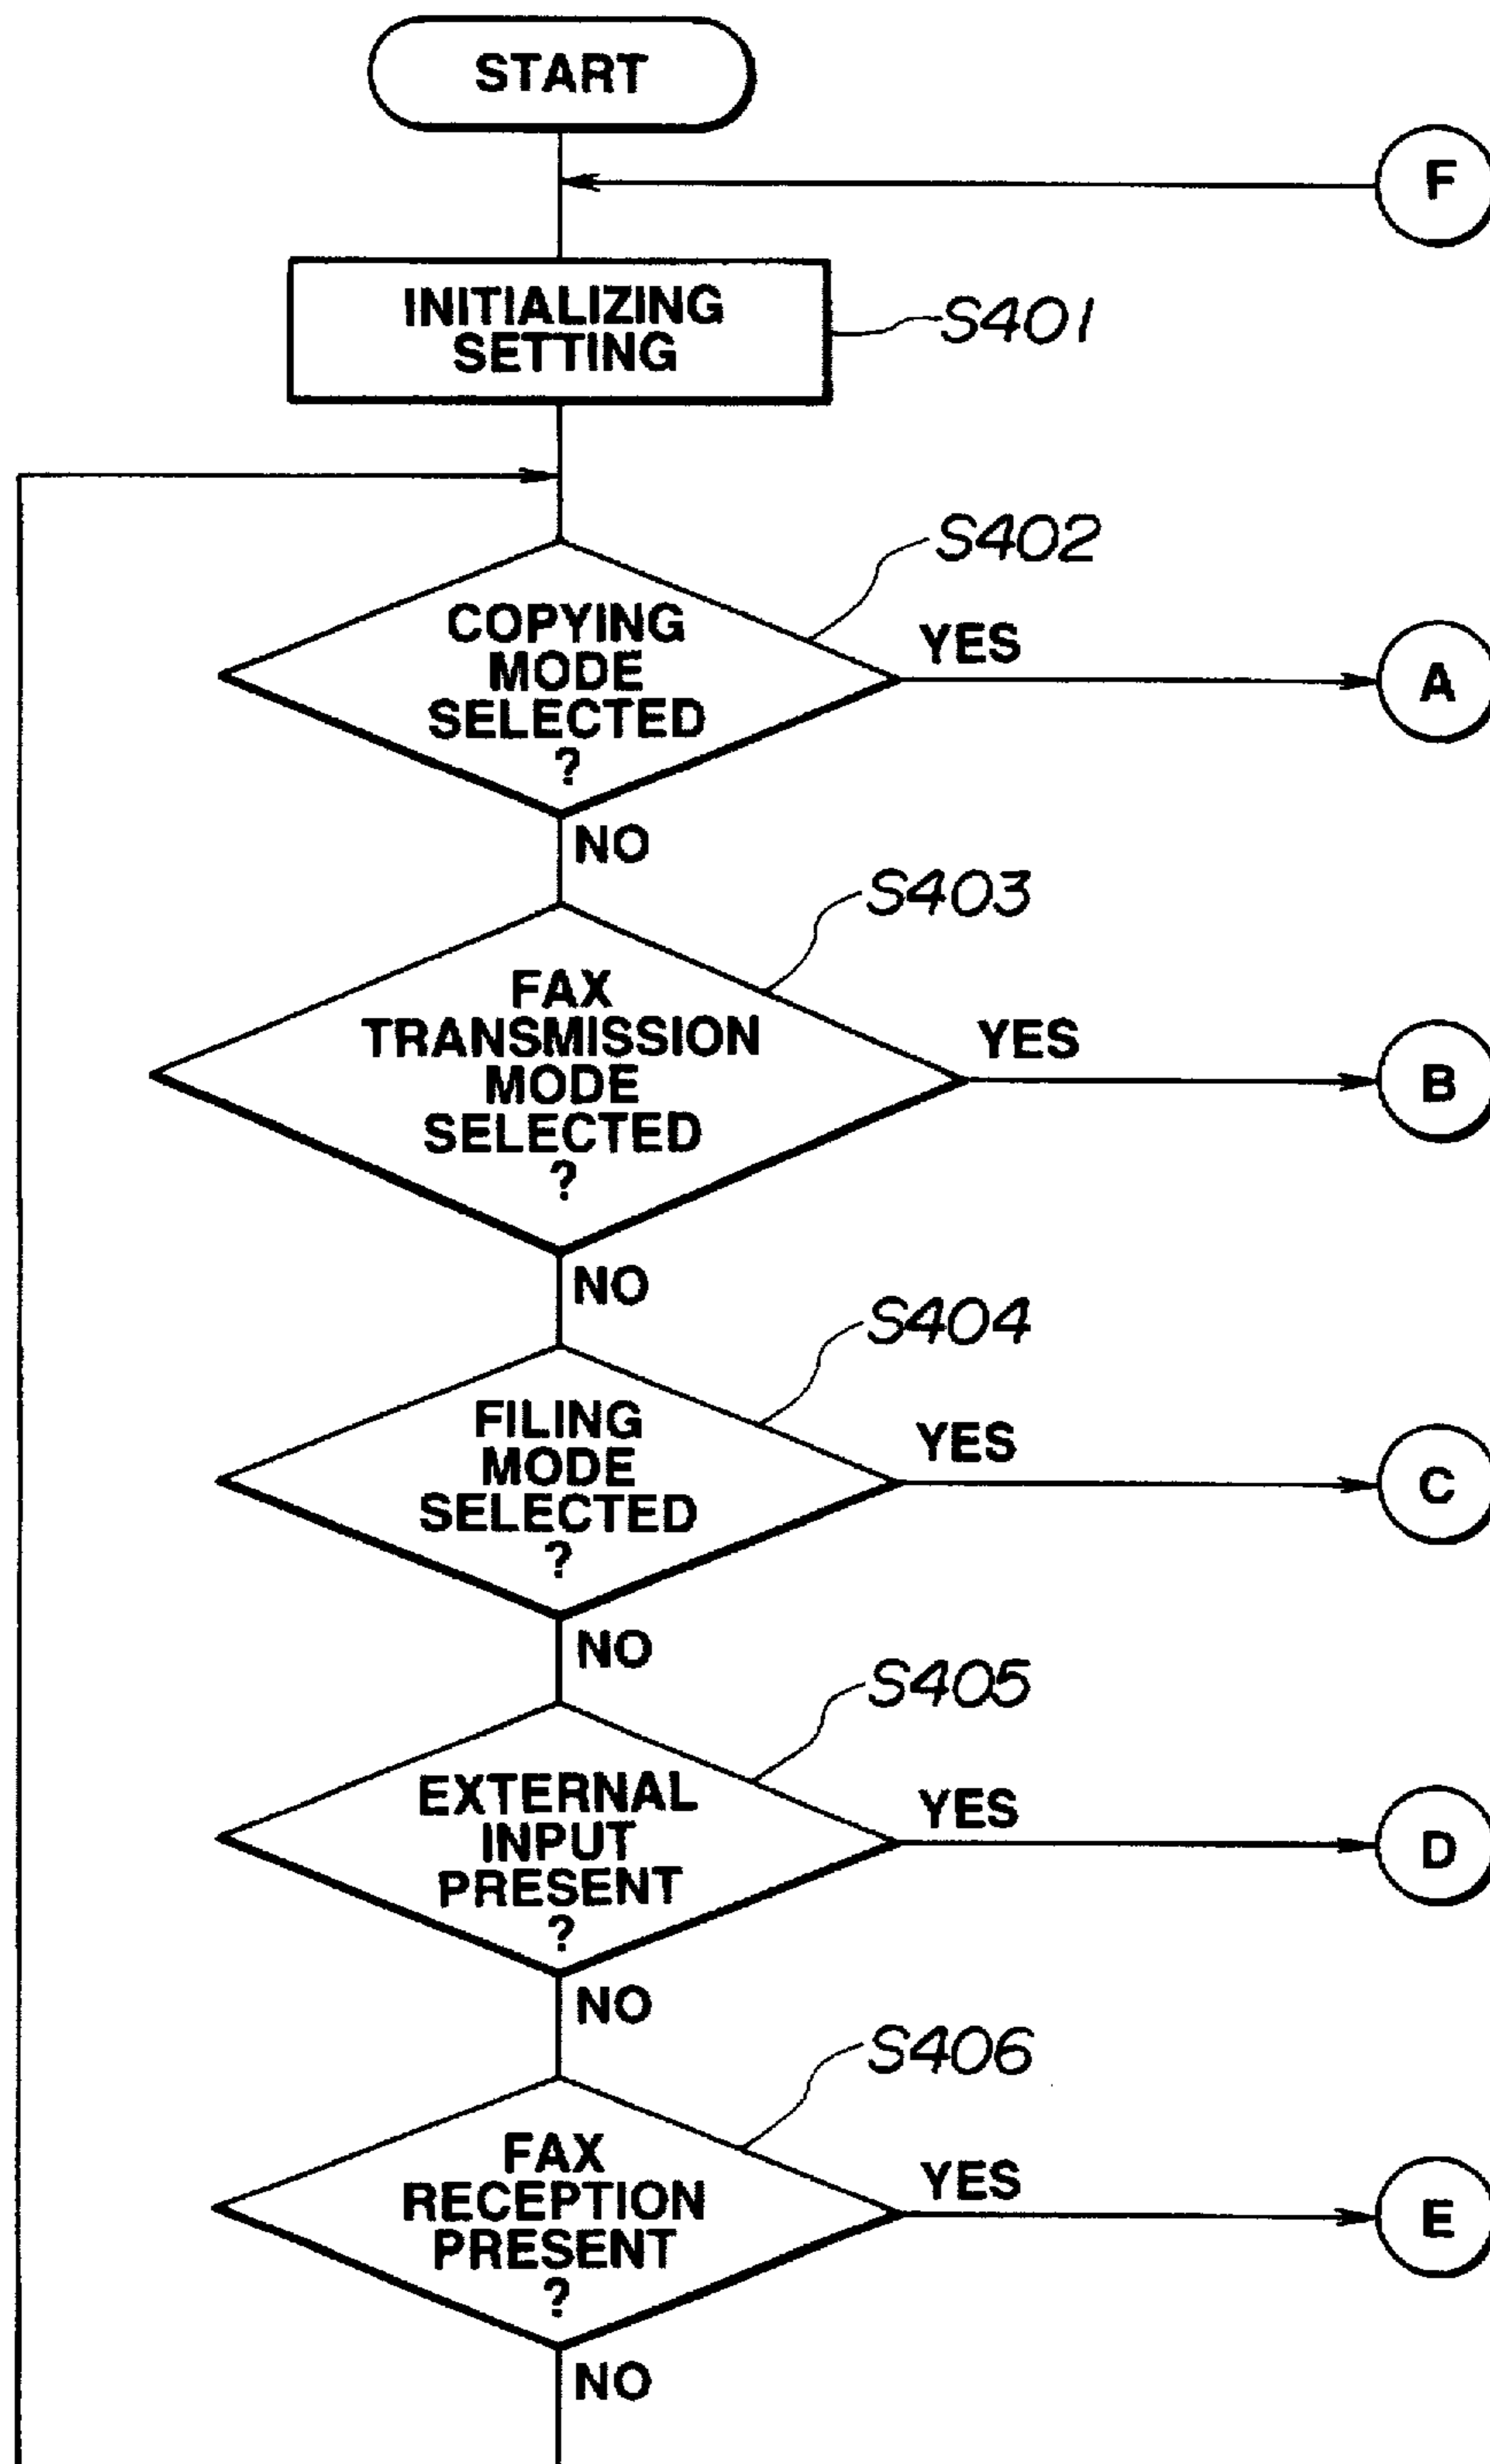 START
F
INITIALIZING
SETTING
S401
S402
COPYING
MODE
SELECTED
?
YES
A
NO
S403
FAX
TRANSMISSION
MODE
SELECTED
?
YES
B
NO
S404
FILING
MODE
SELECTED
?
YES
C
NO
S405
EXTERNAL
INPUT
PRESENT
?
YES
D
NO
S406
FAX
RECEPTION
PRESENT
?
YES
E
NO